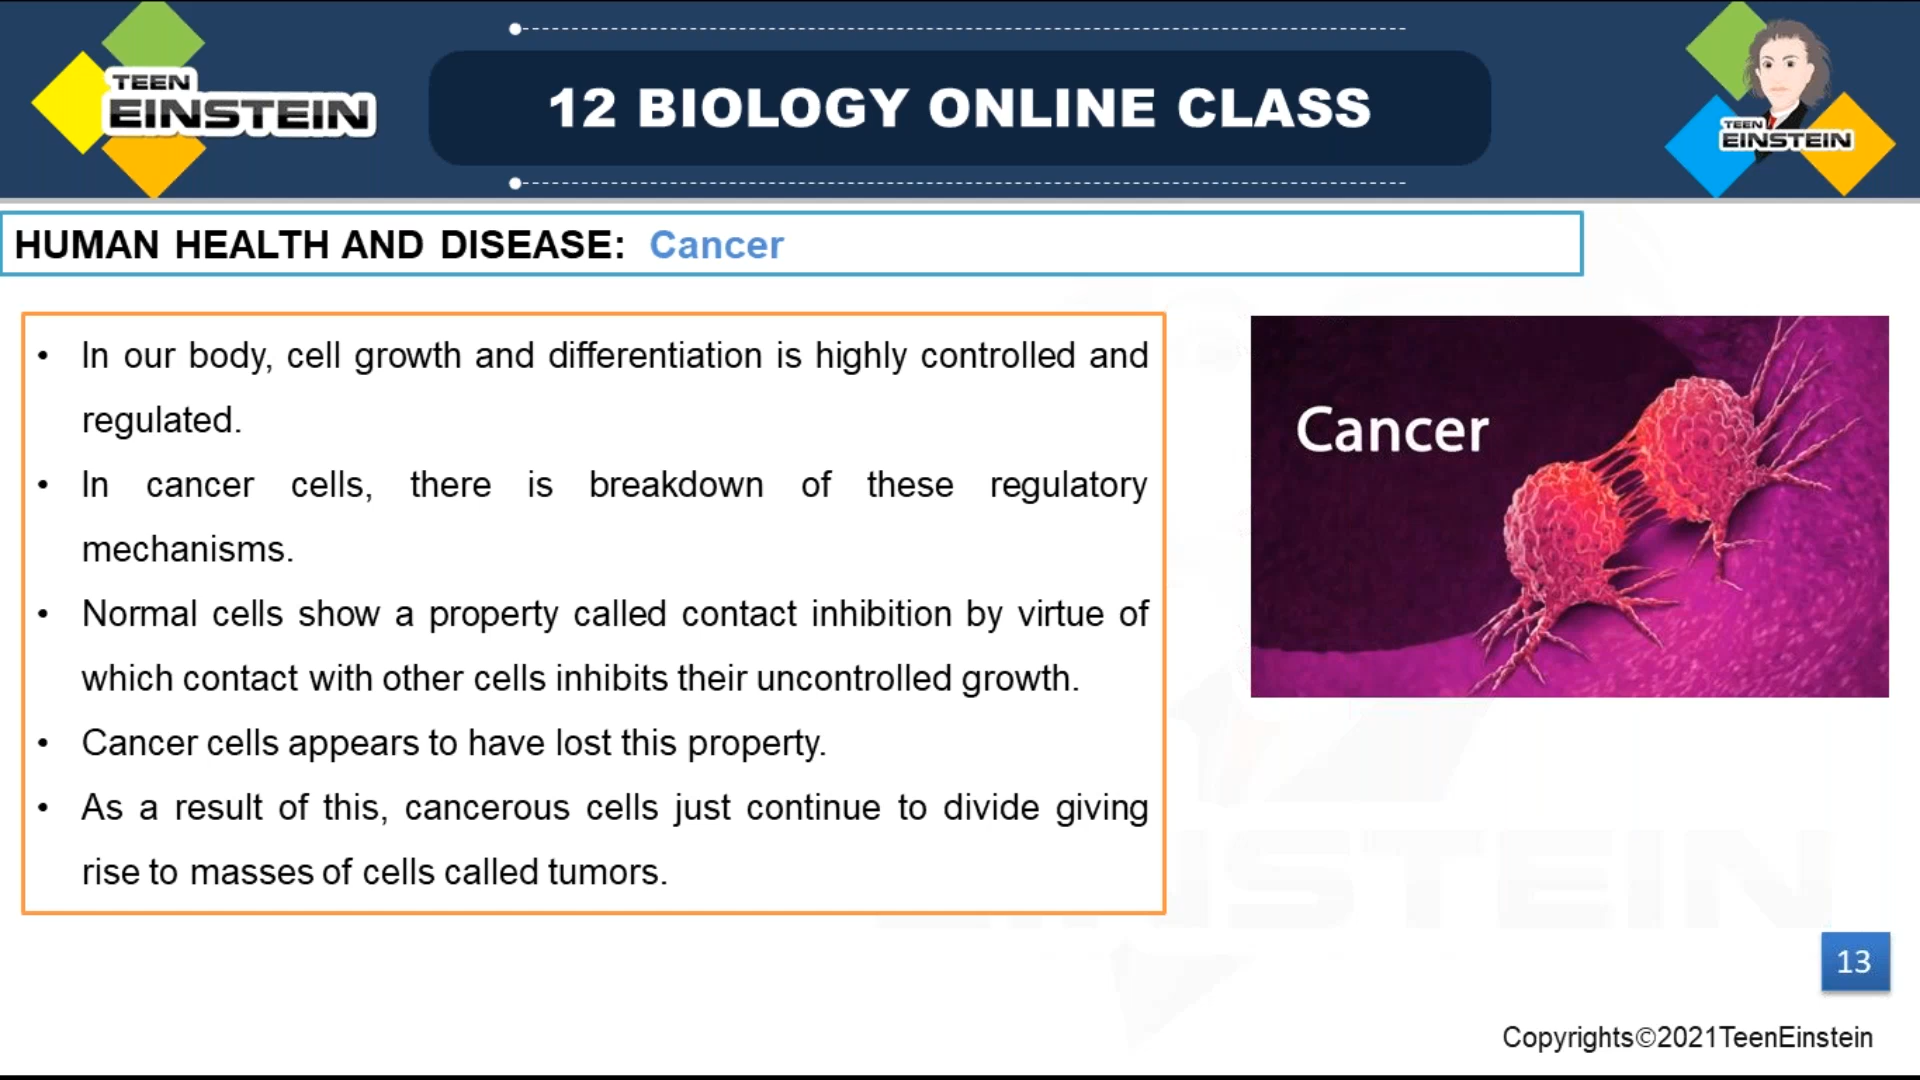 TEEN
EINSTEIN
12 BIOLOGY ONLINE CLASS
TEEN
EINSTEIN
HUMAN HEALTH AND DISEASE: Cancer
• In our body, cell growth and differentiation is highly controlled and
regulated.
• In cancer cells, there is breakdown of these regulatory
mechanisms.
• Normal cells show a property called contact inhibition by virtue of
which contact with other cells inhibits their uncontrolled growth.
• Cancer cells appears to have lost this property.
• As a result of this, cancerous cells just continue to divide giving
rise to masses of cells called tumors.
Cancer
EINSTEIN
13
Copyrights©2021TeenEinstein